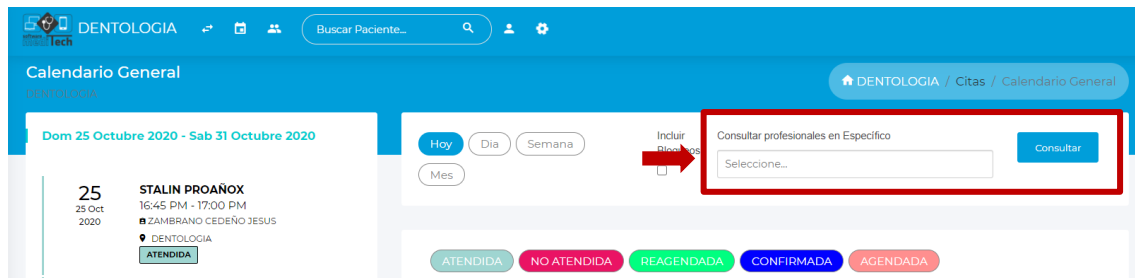 DENTOLOGIA
Tech
Buscar Paciente...
Calendario General
DENTOLOGIA
DENTOLOGIA / Citas / Calendario General
Dom 25 Octubre 2020 - Sab 31 Octubre 2020
25
25 Oct
2020
STALIN PROAÑOX
16:45 PM - 17:00 PM
ZAMBRANO CEDEÑO JESUS
DENTOLOGIA
ATENDIDA
Hoy
Dia
Semana
Mes
Incluir
Bloqueos
Consultar profesionales en Específico
Seleccione...
Consultar
ATENDIDA
NO ATENDIDA
REAGENDADA
CONFIRMADA
AGENDADA